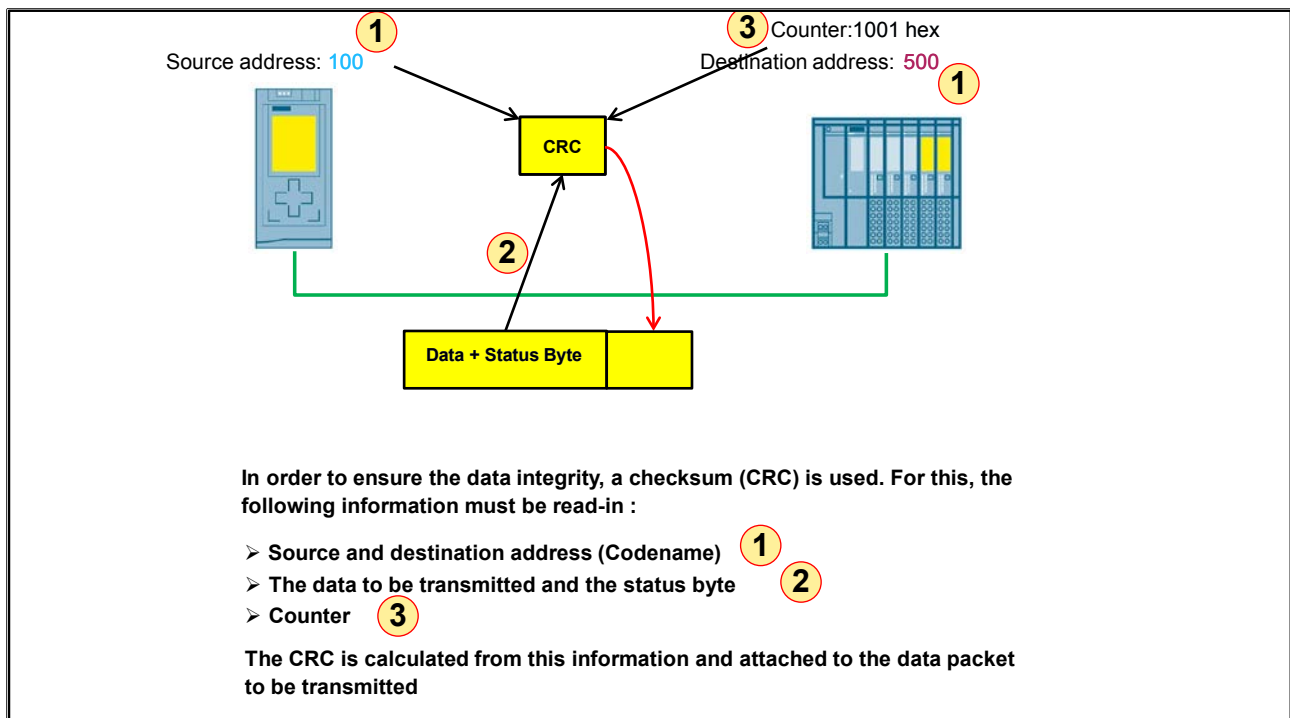 1
3
Counter:1001 hex
Source address: 100
Destination address: 500
1
CRC
2
Data + Status Byte
In order to ensure the data integrity, a checksum (CRC) is used. For this, the
following information must be read-in :
➢ Source and destination address (Codename) 1
➢ The data to be transmitted and the status byte 2
➢ Counter 3
The CRC is calculated from this information and attached to the data packet
to be transmitted